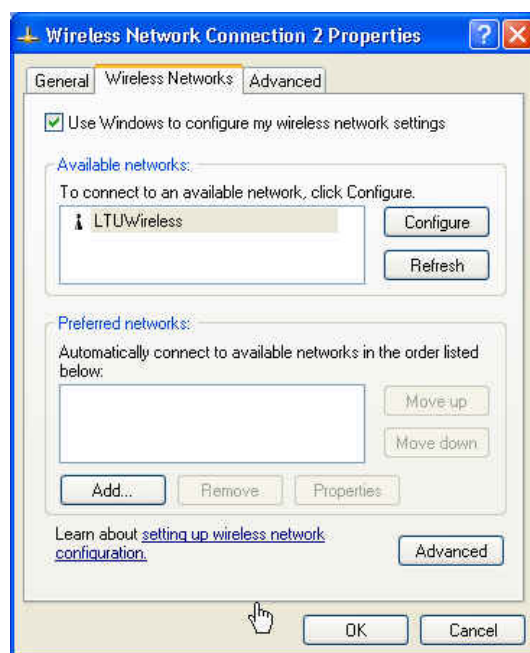 Wireless Network Connection 2 Properties
General Wireless Networks Advanced
Use Windows to configure my wireless network settings
Available networks:
To connect to an available network, click Configure.
LTUWireless
Configure
Refresh
Preferred networks:
Automatically connect to available networks in the order listed
below:
Move up
Move down
Add... Remove Properties
Learn about setting up wireless network
configuration.
Advanced
OK Cancel